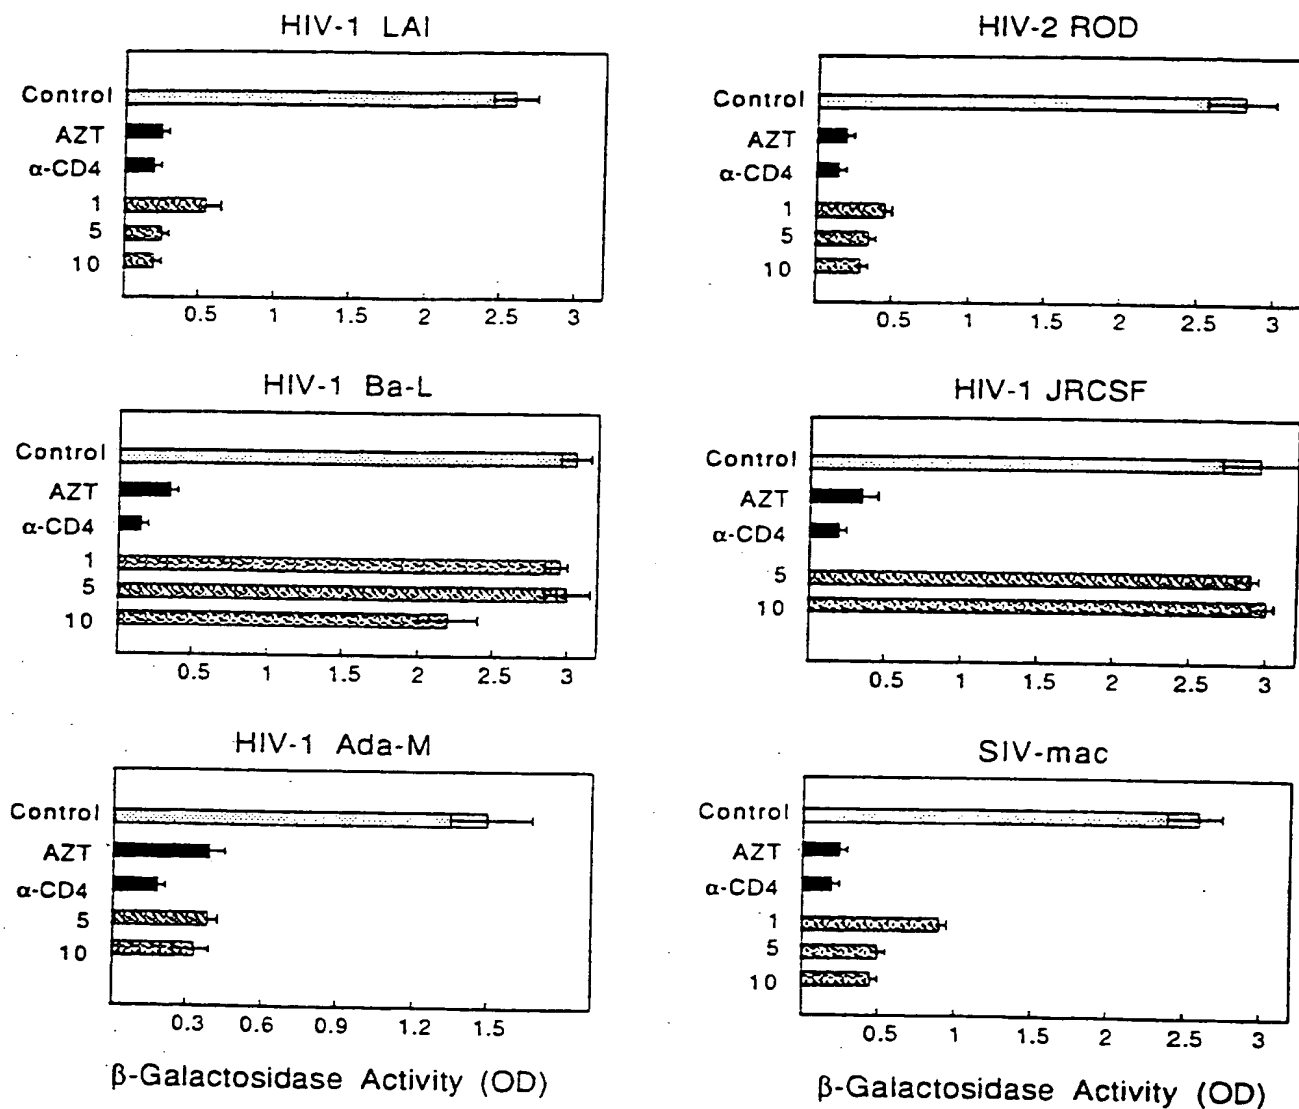 HIV-1 LAI
Control
AZT
α-CD4
1
5
10
0.5 1 1.5 2 2.5 3
HIV-2 ROD
Control
AZT
α-CD4
1
5
10
0.5 1 1.5 2 2.5 3
HIV-1 Ba-L
Control
AZT
α-CD4
1
5
10
0.5 1 1.5 2 2.5 3
HIV-1 JRCSF
Control
AZT
α-CD4
5
10
0.5 1 1.5 2 2.5 3
HIV-1 Ada-M
Control
AZT
α-CD4
5
10
0.3 0.6 0.9 1.2 1.5
β-Galactosidase Activity (OD)
SIV-mac
Control
AZT
α-CD4
1
5
10
0.5 1 1.5 2 2.5 3
β-Galactosidase Activity (OD)